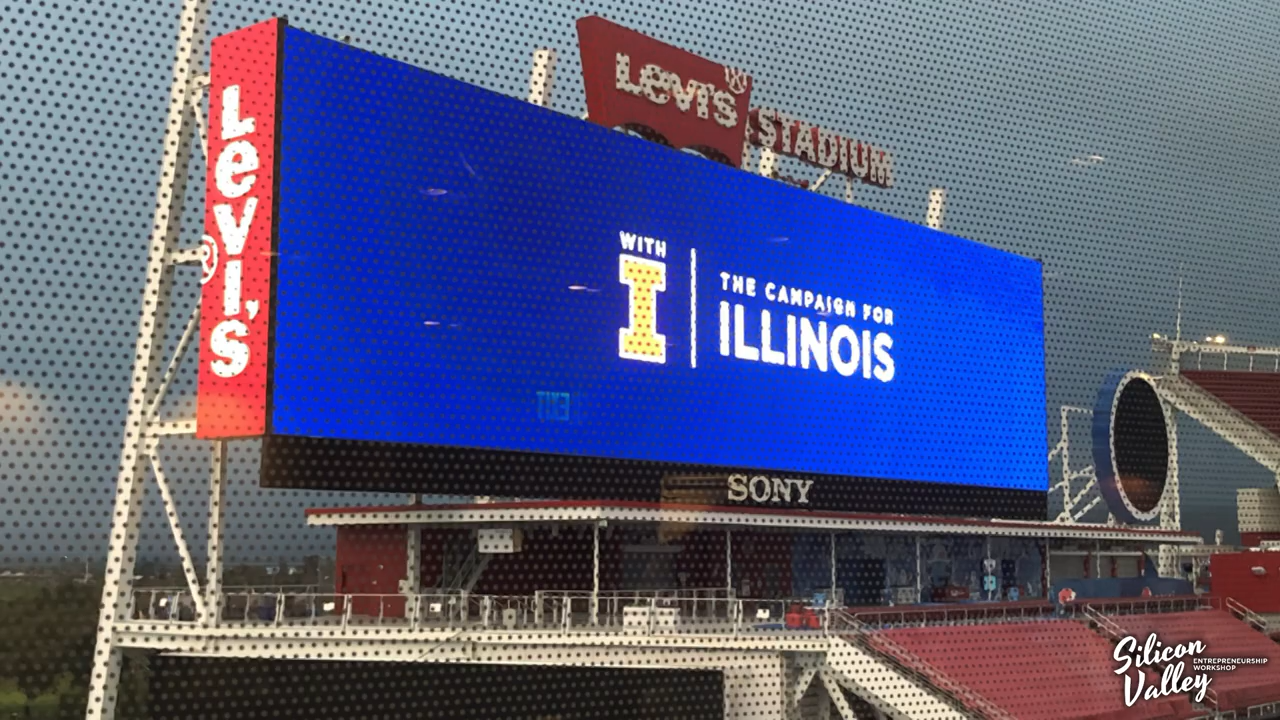 Levi's
STADIUM
Levi's
WITH
I
THE CAMPAIGN FOR
ILLINOIS
SONY
Silicon
Valley
ENTREPRENEURSHIP
WORKSHOP